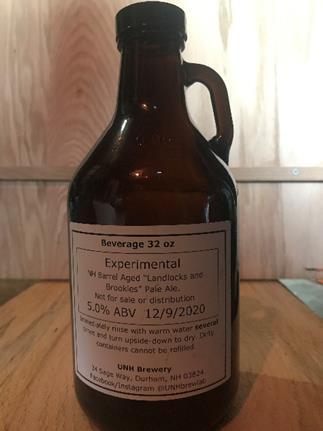 Beverage 32 oz
Experimental
NH Barrel Aged "Landlocks and
Brookies" Pale Ale.
Not for sale or distribution
5.0% ABV 12/9/2020
Immediately rinse with warm water several
times and turn upside-down to dry. Dirty
containers cannot be refilled.
UNH Brewery
34 Sage Way, Durham, NH 03824.
Facebook/Instagram @UNHbrewlab